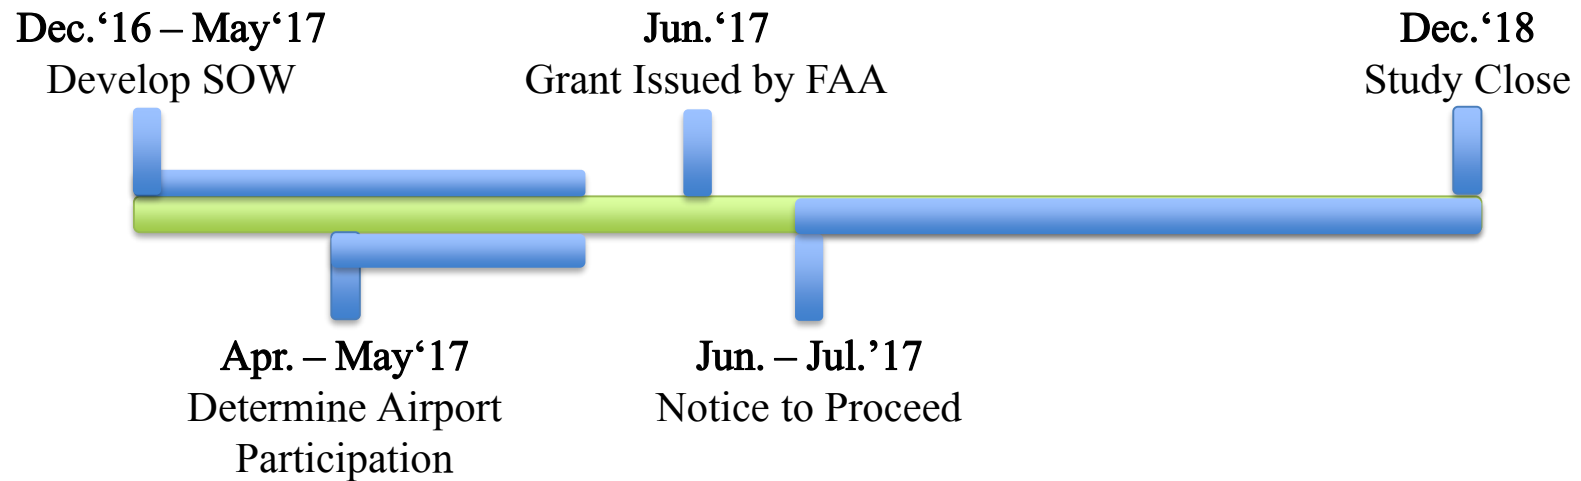 Dec.‘16 – May‘17
Develop SOW
Jun.‘17
Grant Issued by FAA
Dec.‘18
Study Close
Apr. – May‘17
Determine Airport
Participation
Jun. – Jul.’17
Notice to Proceed